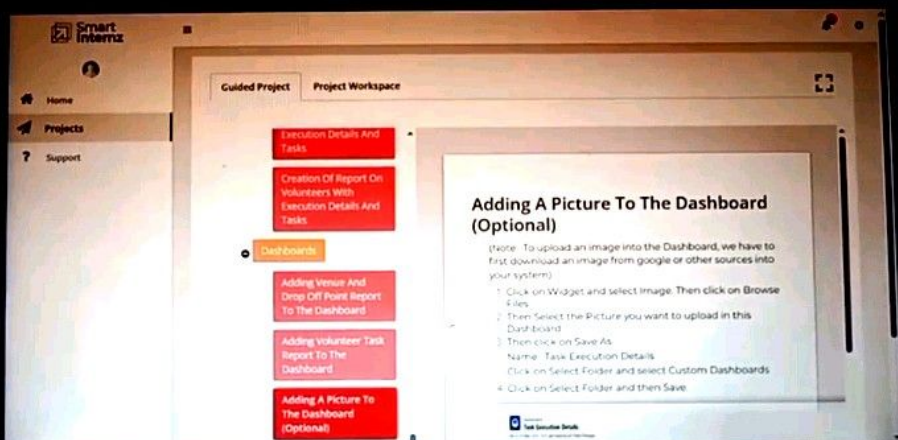 Smart
Internz
Home
Projects
Support
Guided Project Project Workspace
Execution Details And
Tasks
Creation Of Report On
Volunteers With
Execution Details And
Tasks
Dashboards
Adding Venue And
Drop Off Point Report
To The Dashboard
Adding Volunteer Task
Report To The
Dashboard
Adding A Picture To
The Dashboard
(Optional)
Adding A Picture To The Dashboard
(Optional)
(Note: To upload an image into the Dashboard, we have to
first download an image from google or other sources into
your system)
1. Click on Widget and select Image. Then click on Browse
Files
2. Then Select the Picture you want to upload in this
Dashboard
3. Then click on Save As
Name: Task Execution Details
Click on Select Folder and select Custom Dashboards
4. Click on Select Folder and then Save
Task Execution Details